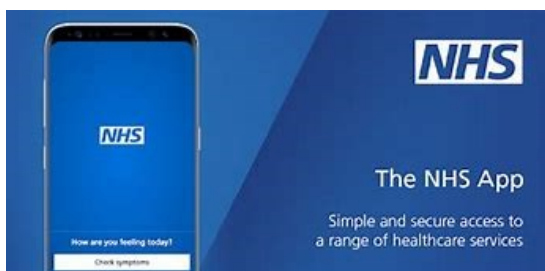 NHS
How are you feeling today?
Check symptoms
NHS
The NHS App
Simple and secure access to
a range of healthcare services